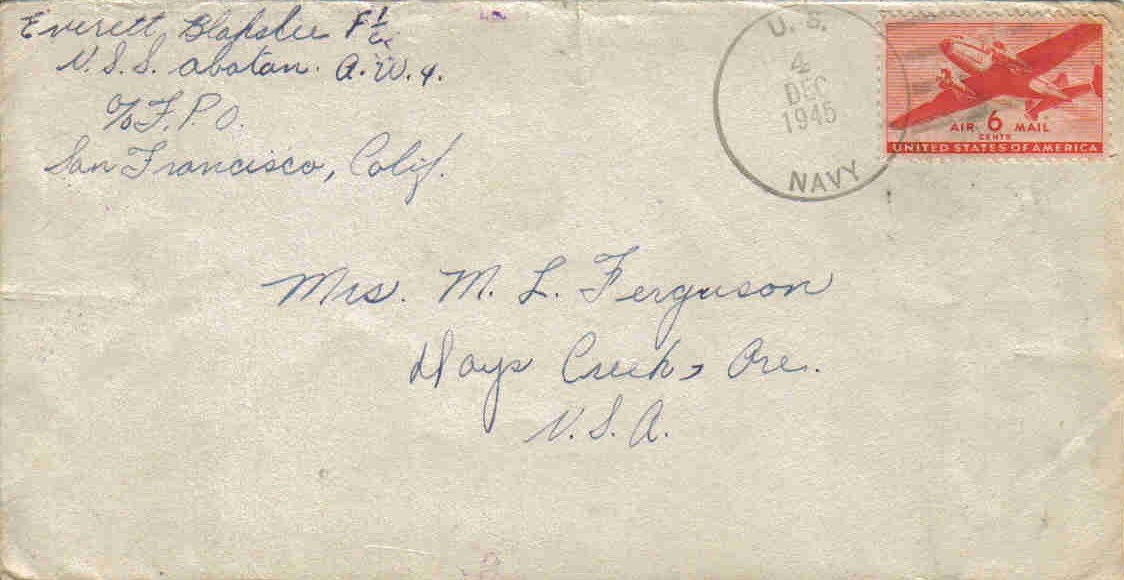 Everett Blakslee F 1/c
U.S.S. Abatan. A.W. 4.
c/o F.P.O.
San Francisco, Calif.
U. S.
4
DEC
1945
NAVY
AIR 6 MAIL
CENTS
UNITED STATES OF AMERICA
Mrs. M. L. Ferguson
Days Creek, Ore.
U.S.A.